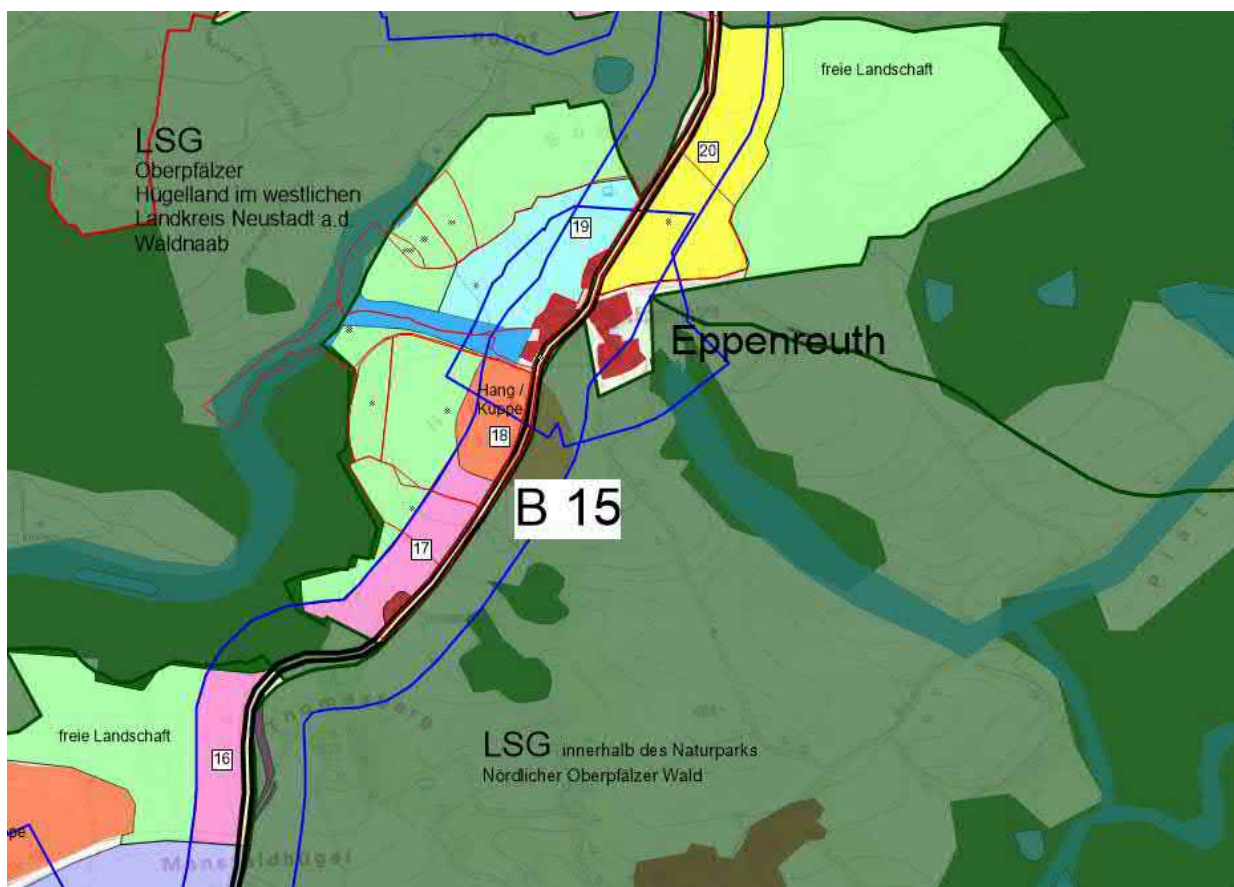 freie Landschaft
LSG
Oberpfälzer
Hügelland im westlichen
Landkreis Neustadt a.d.
Waldnaab
20
19
Eppenreuth
Hang /
Kuppe
18
B 15
17
freie Landschaft
16
LSG innerhalb des Naturparks
Nördlicher Oberpfälzer Wald